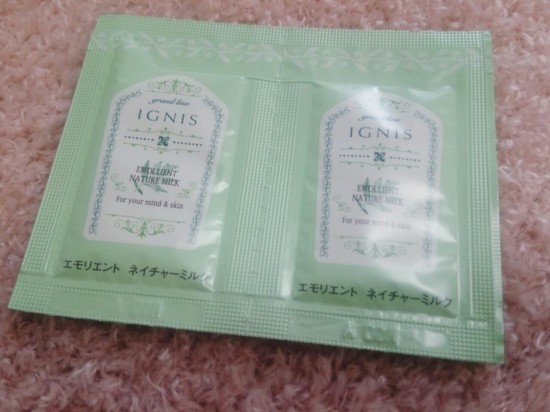 grand line
IGNIS
EMOLLIENT
NATURE MILK
For your mind & skin
エモリエント ネイチャーミルク
grand line
IGNIS
EMOLLIENT
NATURE MILK
For your mind & skin
エモリエント ネイチャーミルク